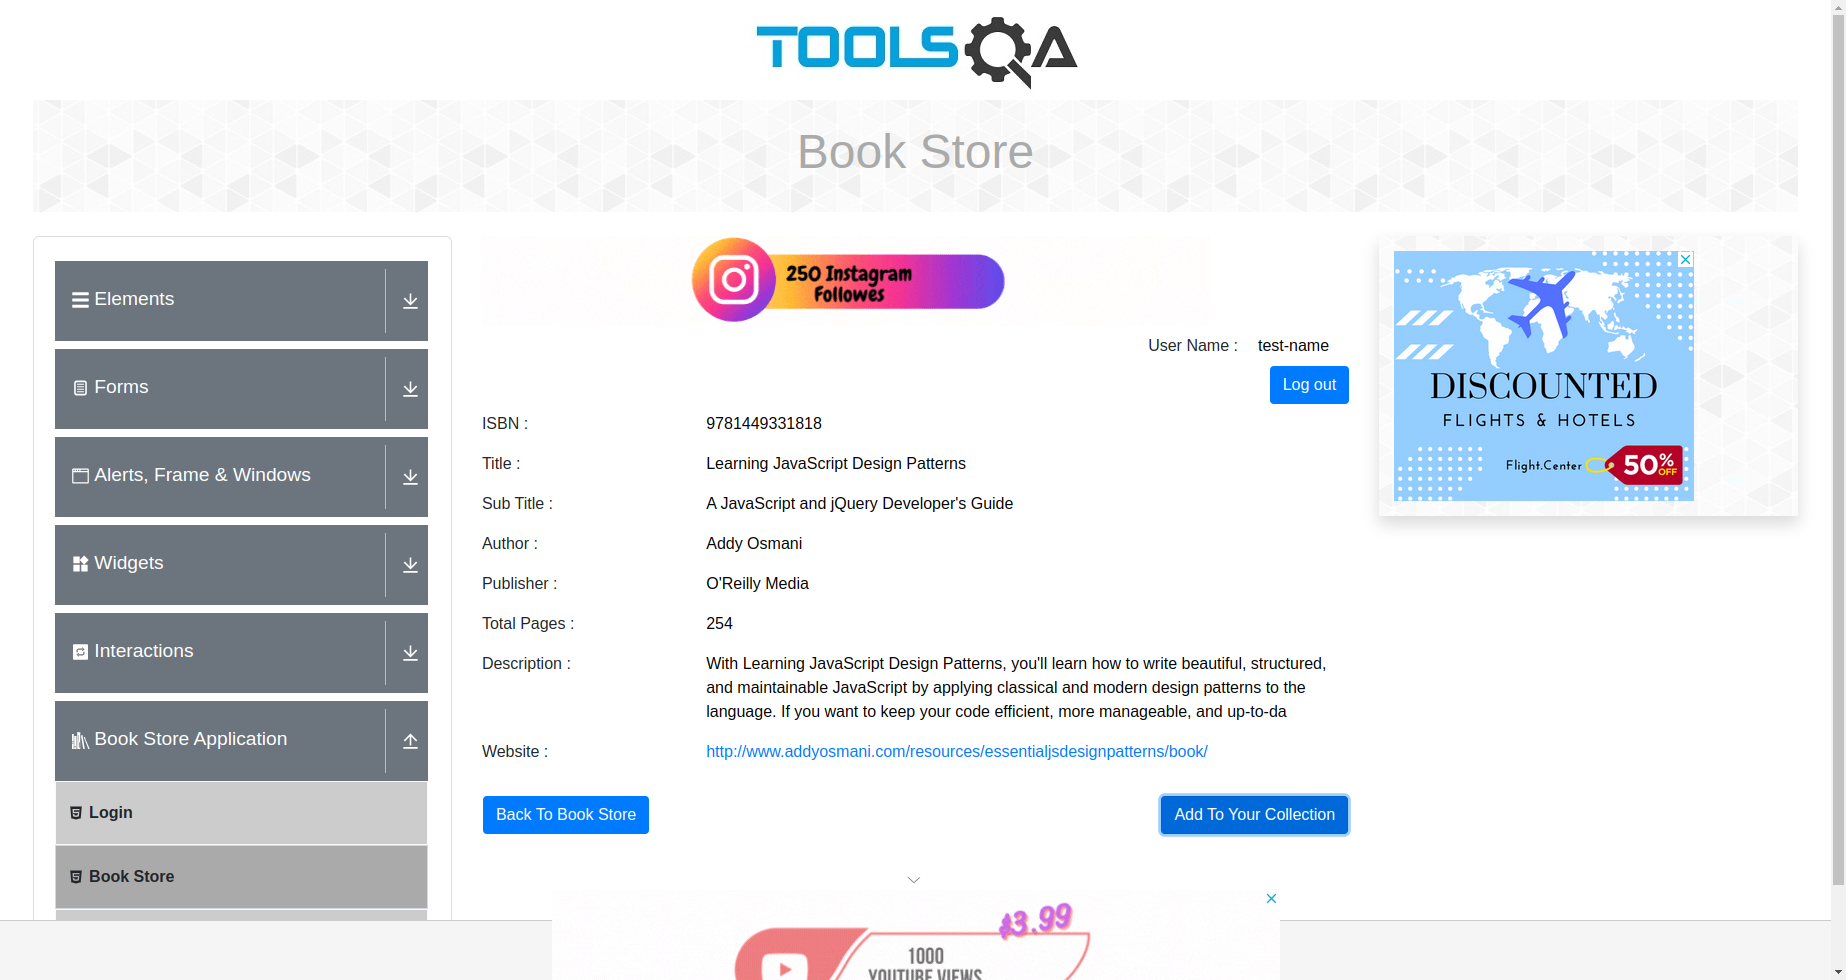 TOOLSQA
Book Store
Elements
Forms
Alerts, Frame & Windows
Widgets
Interactions
Book Store Application
Login
Book Store
250 Instagram
Followes
User Name : test-name
Log out
ISBN : 9781449331818
Title : Learning JavaScript Design Patterns
Sub Title : A JavaScript and jQuery Developer's Guide
Author : Addy Osmani
Publisher : O'Reilly Media
Total Pages : 254
Description : With Learning JavaScript Design Patterns, you'll learn how to write beautiful, structured,
and maintainable JavaScript by applying classical and modern design patterns to the
language. If you want to keep your code efficient, more manageable, and up-to-da
Website : http://www.addyosmani.com/resources/essentialjsdesignpatterns/book/
Back To Book Store
Add To Your Collection
DISCOUNTED
FLIGHTS & HOTELS
Flight.Center
50% OFF
$3.99
1000
YOUTUBE VIEWS